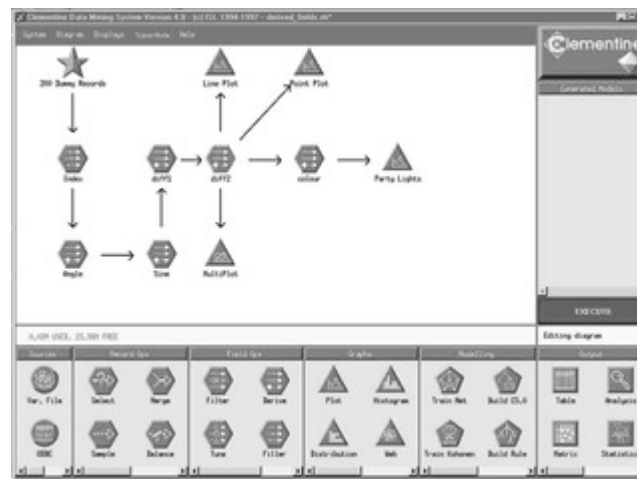 Clementine Data Mining System Version 4.0 - (c) ISL 1994-1997 - derived_fields.str
System Diagram Displays SuperNode Help
Clementine
Generated Models
200 Dummy Records
Line Plot
Point Plot
Index
diff1
diff2
colour
Party Lights
Angle
Sine
MultiPlot
EXECUTE
FREE
Editing diagram
Sources
Record Ops
Field Ops
Graphs
Modelling
Output
Var. File
Select
Merge
Filter
Derive
Plot
Histogram
Train Net
Build C5.0
Table
Analysis
ODBC
Sample
Balance
Type
Filler
Distribution
Web
Train Kohonen
Build Rule
Matrix
Statistics